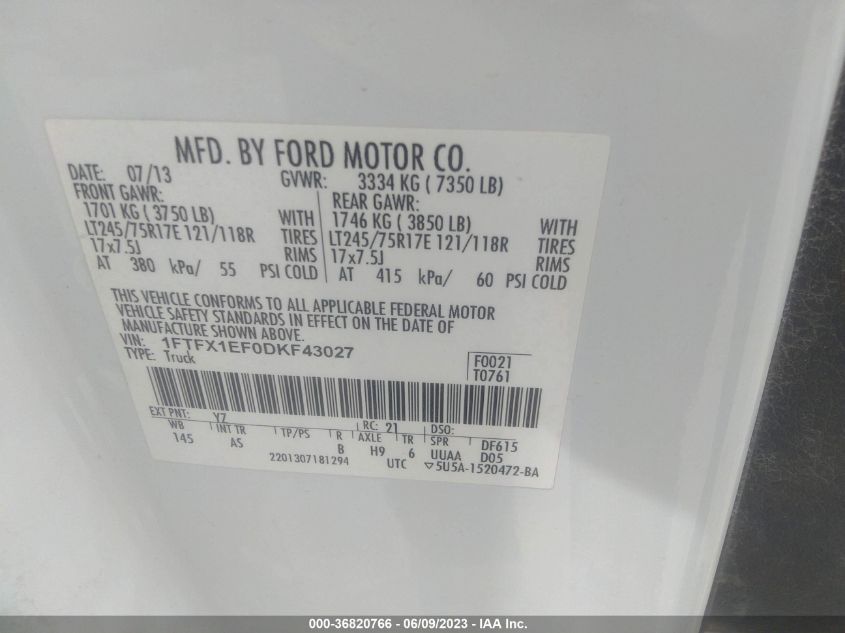 MFD. BY FORD MOTOR CO.
DATE: 07/13 GVWR: 3334 KG ( 7350 LB)
FRONT GAWR: REAR GAWR:
1701 KG ( 3750 LB) WITH 1746 KG ( 3850 LB) WITH
LT245/75R17E 121/118R TIRES LT245/75R17E 121/118R TIRES
17x7.5J RIMS 17x7.5J RIMS
AT 380 kPa/ 55 PSI COLD AT 415 kPa/ 60 PSI COLD
THIS VEHICLE CONFORMS TO ALL APPLICABLE FEDERAL MOTOR
VEHICLE SAFETY STANDARDS IN EFFECT ON THE DATE OF
MANUFACTURE SHOWN ABOVE.
VIN: 1FTFX1EF0DKF43027 F0021
TYPE: Truck T0761
EXT PNT: YZ RC: 21 DSO:
WB INT TR TP/PS R AXLE TR SPR DF615
145 AS B H9 6 UUAA D05
2201307181294 UTC ▽5U5A-1520472-BA
000-36820766 - 06/09/2023 - IAA Inc.